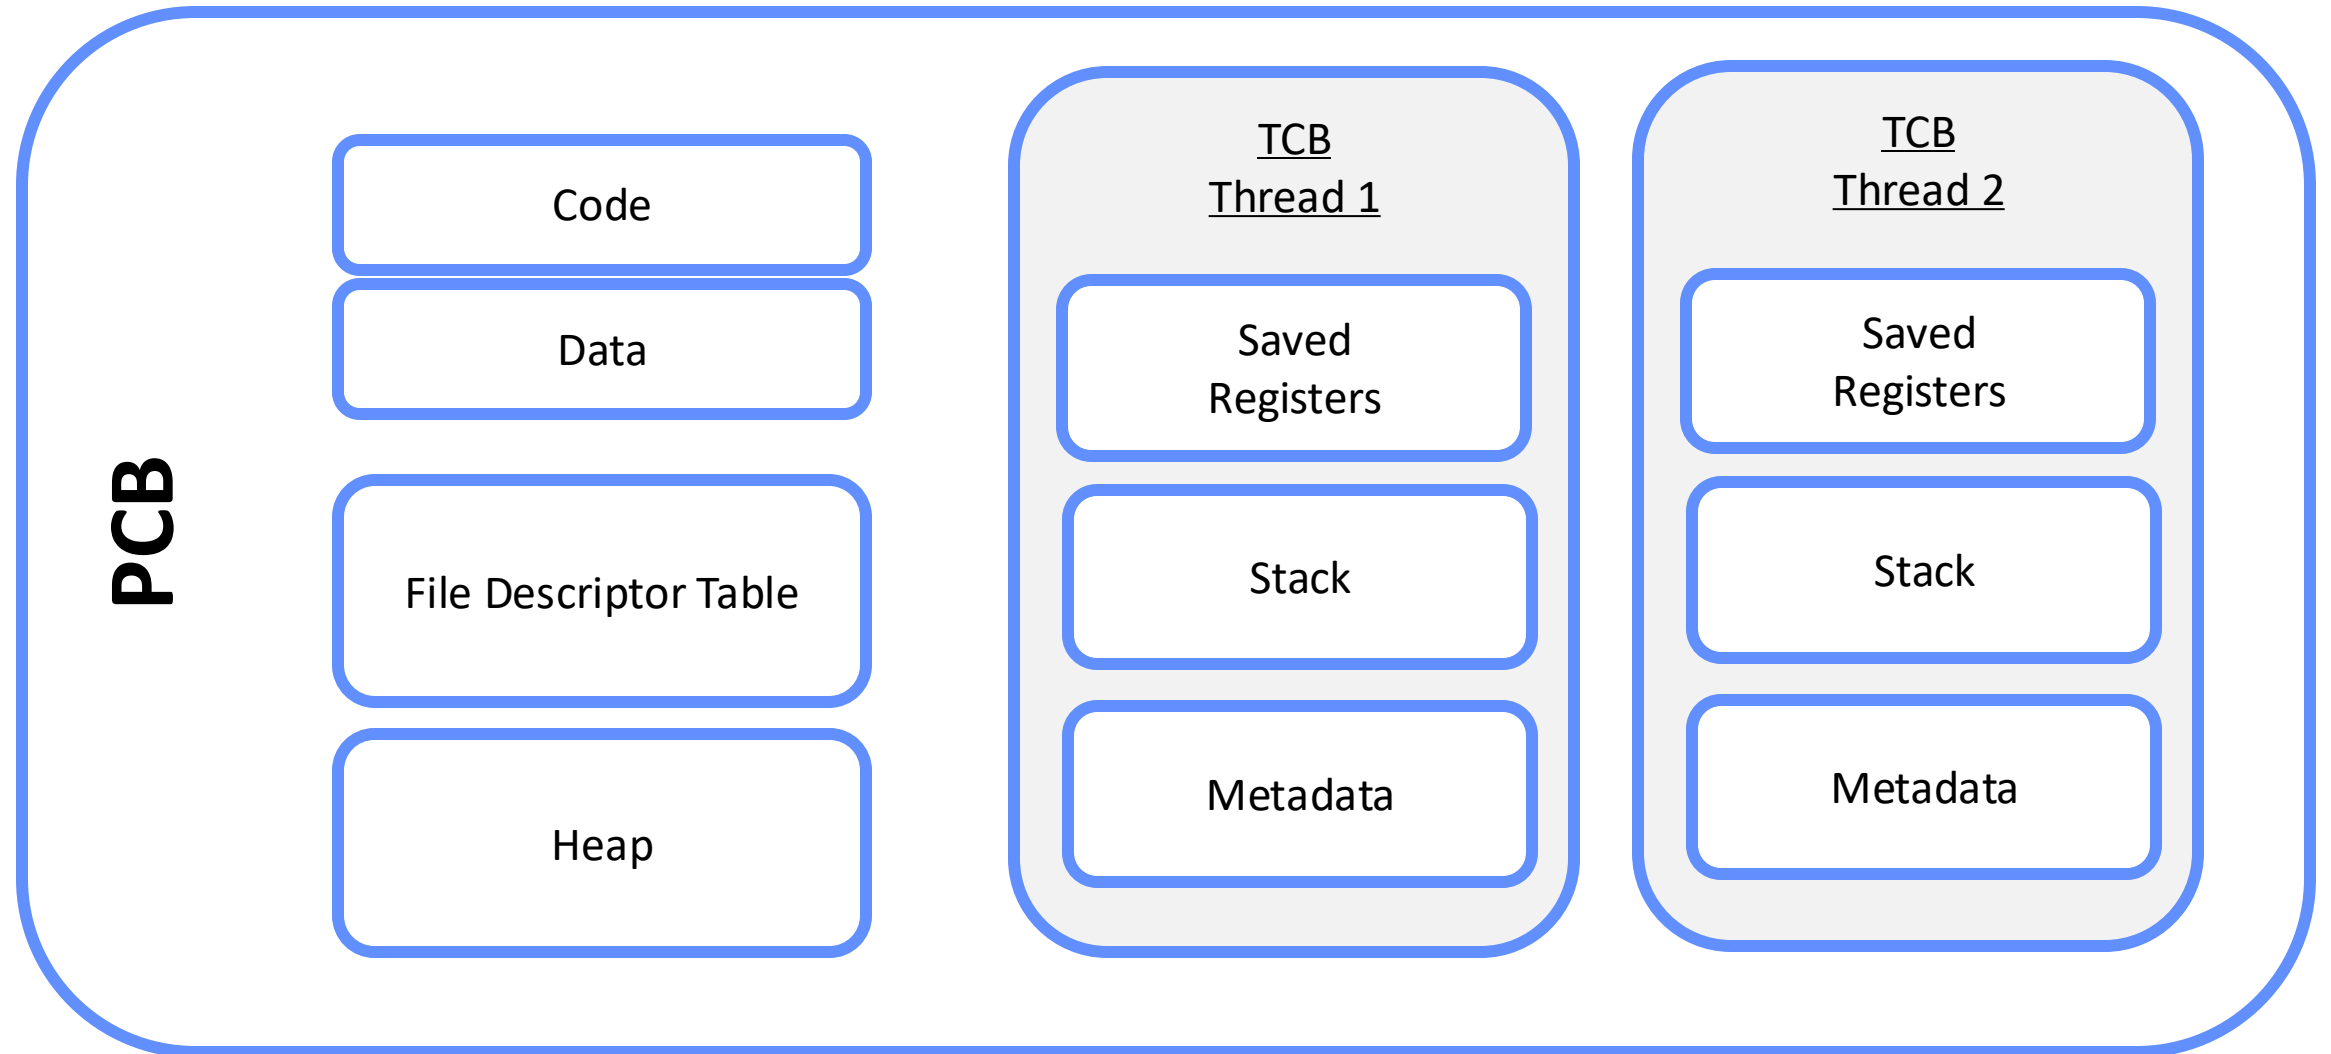 PCB
Code
Data
File Descriptor Table
Heap
TCB
Thread 1
Saved
Registers
Stack
Metadata
TCB
Thread 2
Saved
Registers
Stack
Metadata